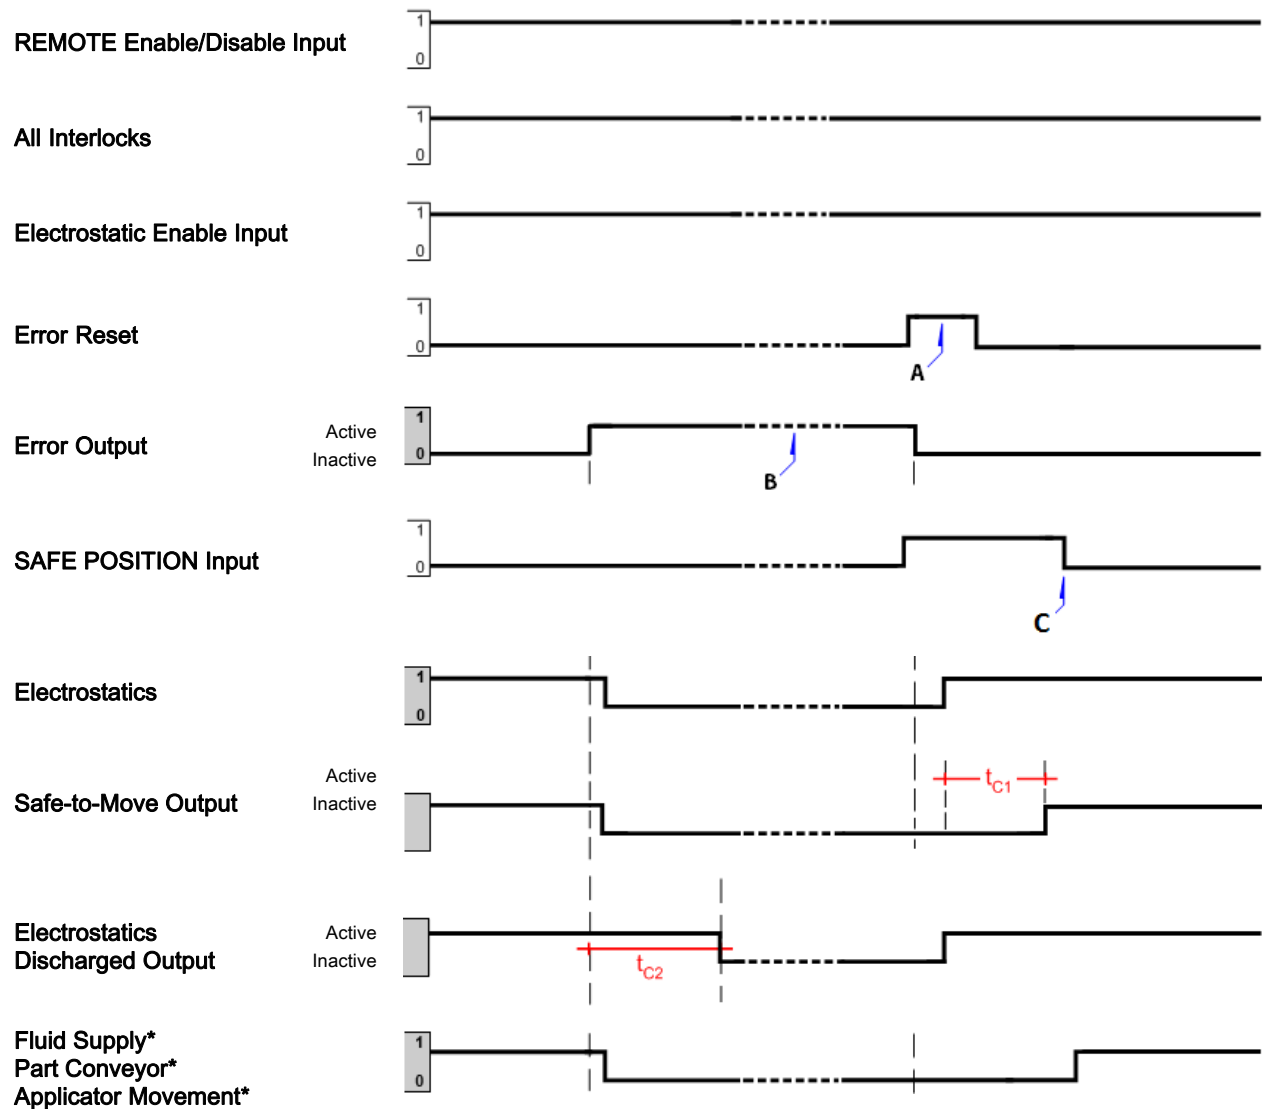 REMOTE Enable/Disable Input
1
0
All Interlocks
1
0
Electrostatic Enable Input
1
0
Error Reset
1
0
A
Error Output
Active
Inactive
1
0
B
SAFE POSITION Input
1
0
C
Electrostatics
1
0
Safe-to-Move Output
Active
Inactive
tC1
Electrostatics
Discharged Output
Active
Inactive
tC2
Fluid Supply*
Part Conveyor*
Applicator Movement*
1
0